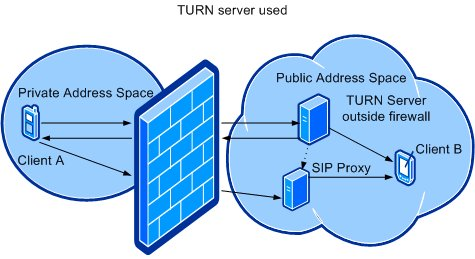 TURN server used
Private Address Space
Client A
Public Address Space
TURN Server
outside firewall
Client B
SIP Proxy